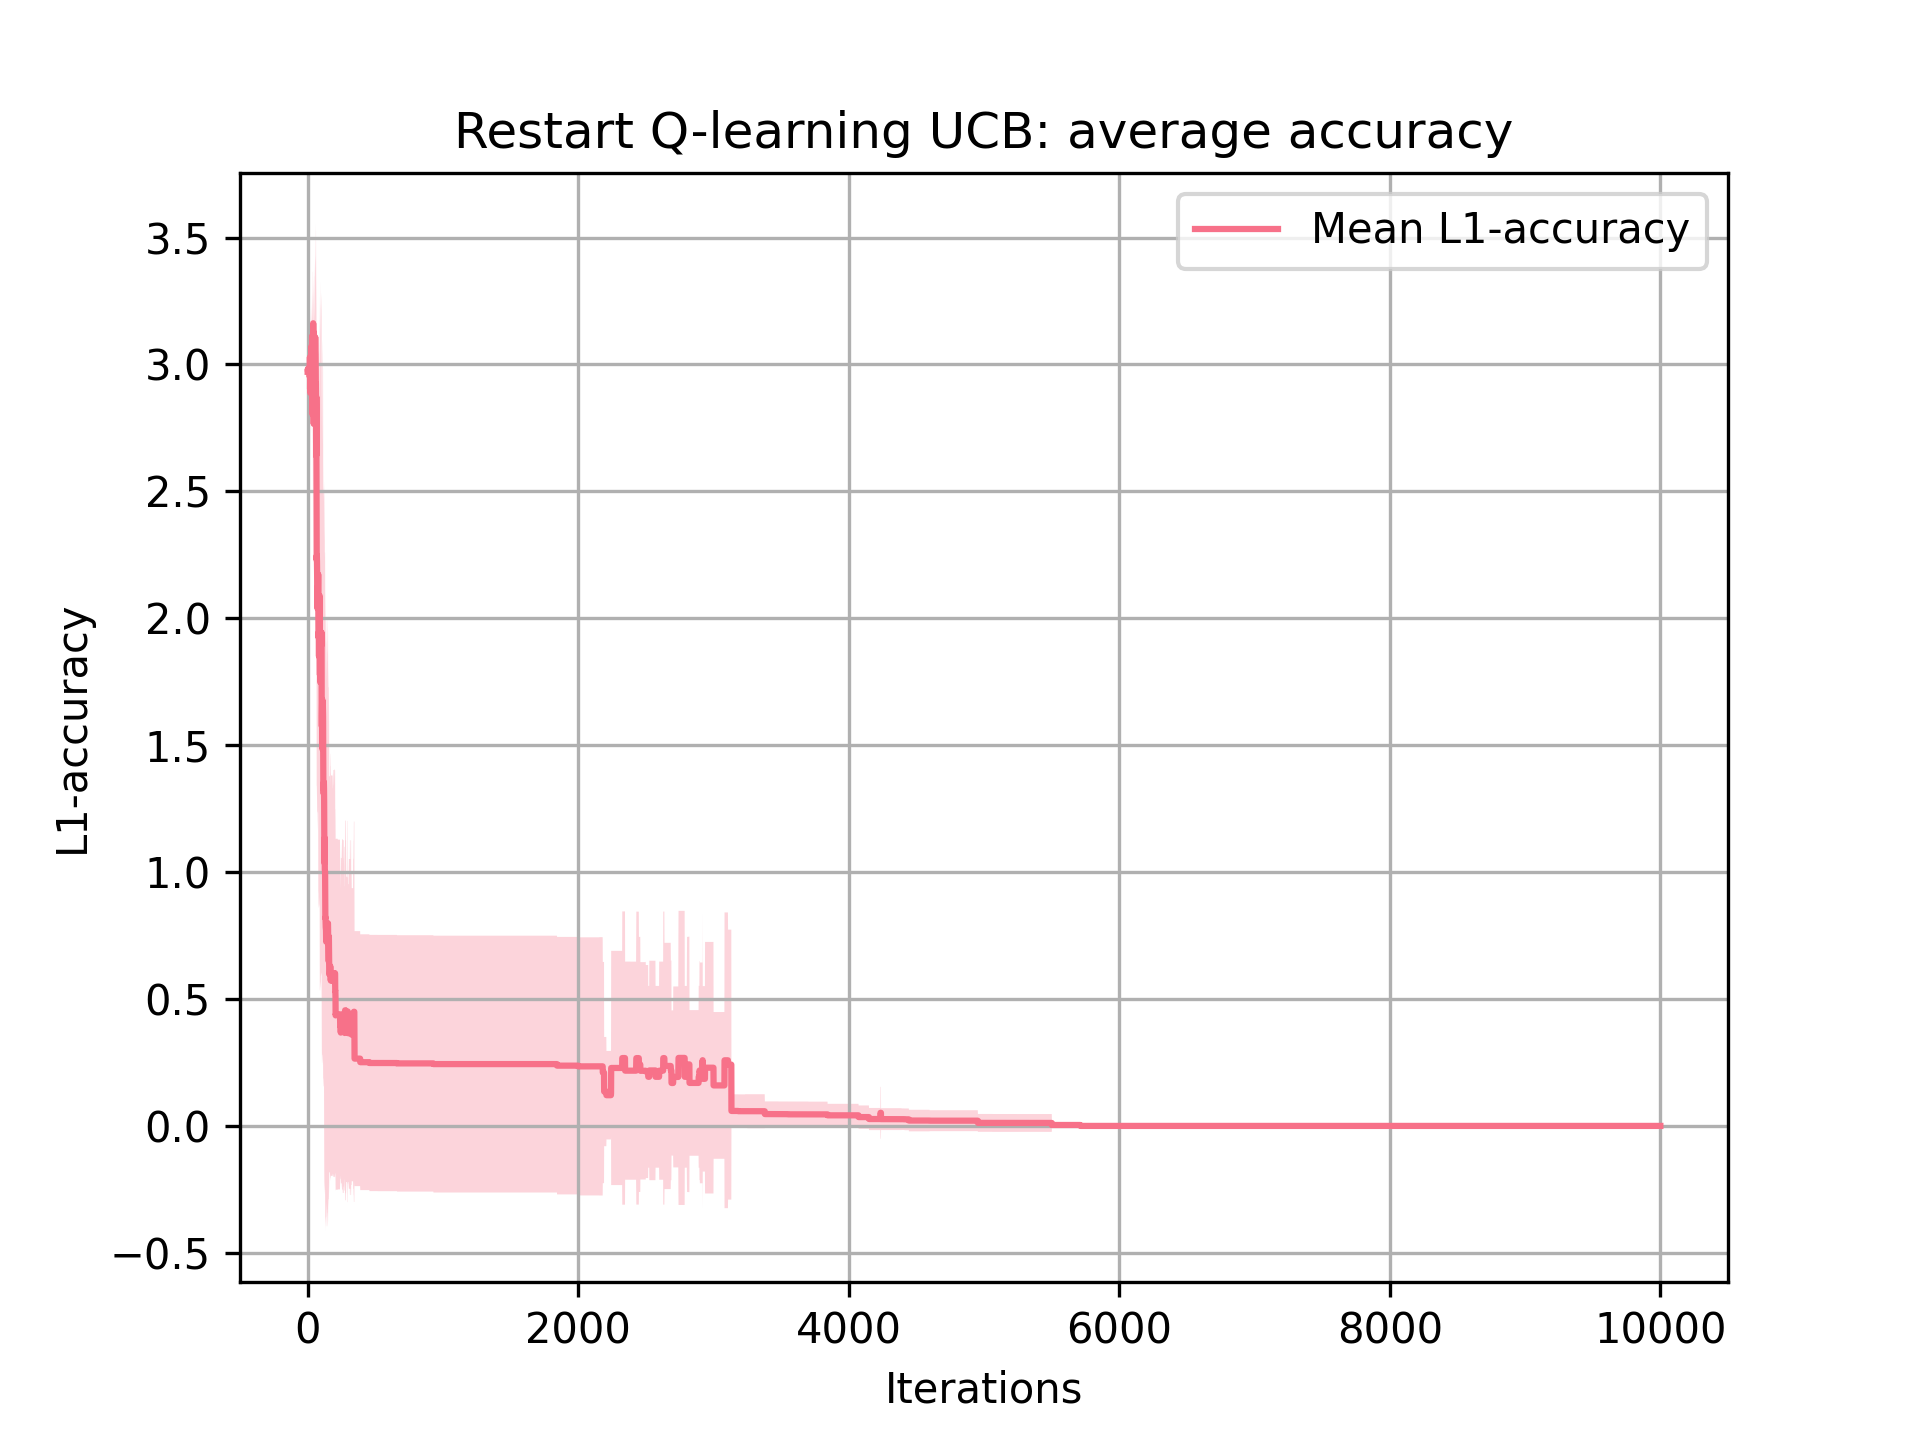 Restart Q-learning UCB: average accuracy
Mean L1-accuracy
3.5
3.0
2.5
2.0
1.5
1.0
0.5
0.0
−0.5
L1-accuracy
0 2000 4000 6000 8000 10000
Iterations